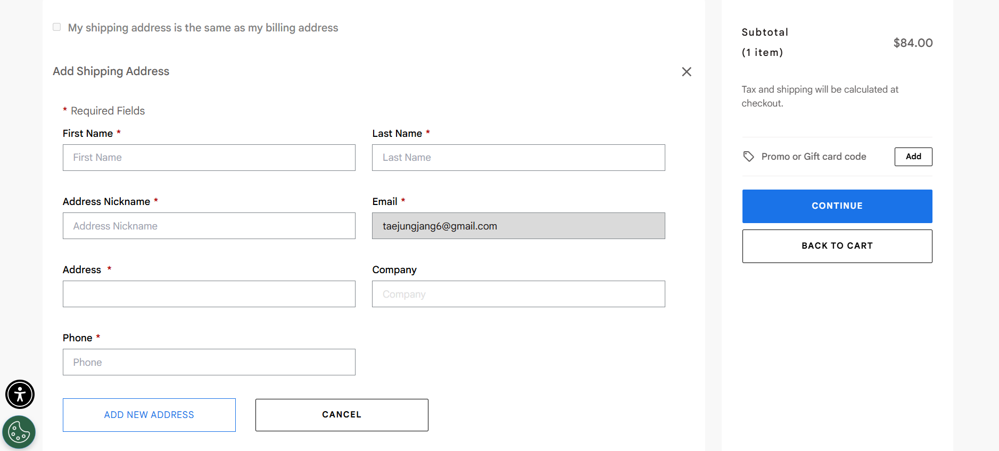 My shipping address is the same as my billing address
Add Shipping Address
* Required Fields
First Name *
First Name
Last Name *
Last Name
Address Nickname *
Address Nickname
Email *
taejungjang6@gmail.com
Address *
Company
Company
Phone *
Phone
ADD NEW ADDRESS
CANCEL
Subtotal
(1 item)
$84.00
Tax and shipping will be calculated at
checkout.
Promo or Gift card code
Add
CONTINUE
BACK TO CART